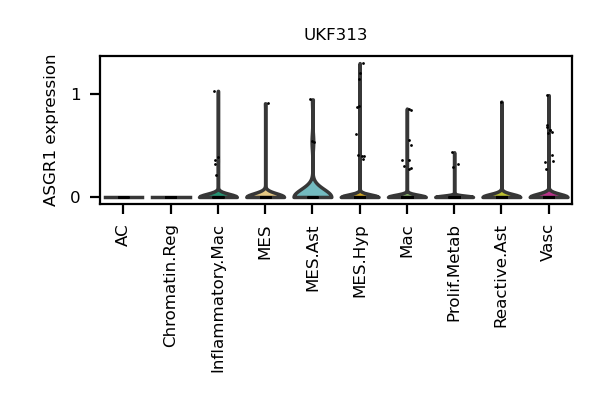 UKF313
ASGR1 expression
1
0
AC
Chromatin.Reg
Inflammatory.Mac
MES
MES.Ast
MES.Hyp
Mac
Prolif.Metab
Reactive.Ast
Vasc